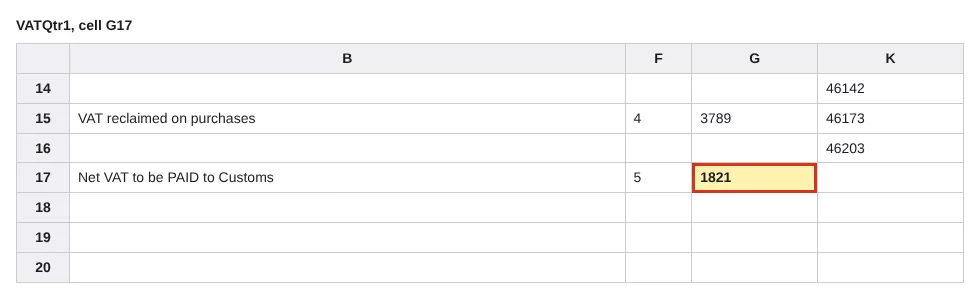 VATQtr1, cell G17
B F G K
14 46142
15 VAT reclaimed on purchases 4 3789 46173
16 46203
17 Net VAT to be PAID to Customs 5 1821
18
19
20